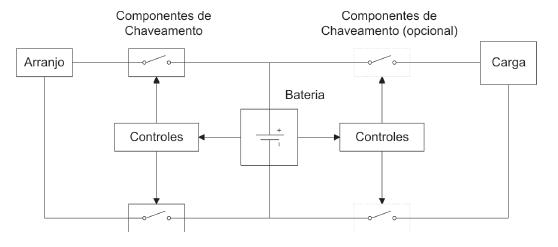 Componentes de
Chaveamento
Componentes de
Chaveamento (opcional)
Arranjo
Carga
Bateria
Controles
+
Controles